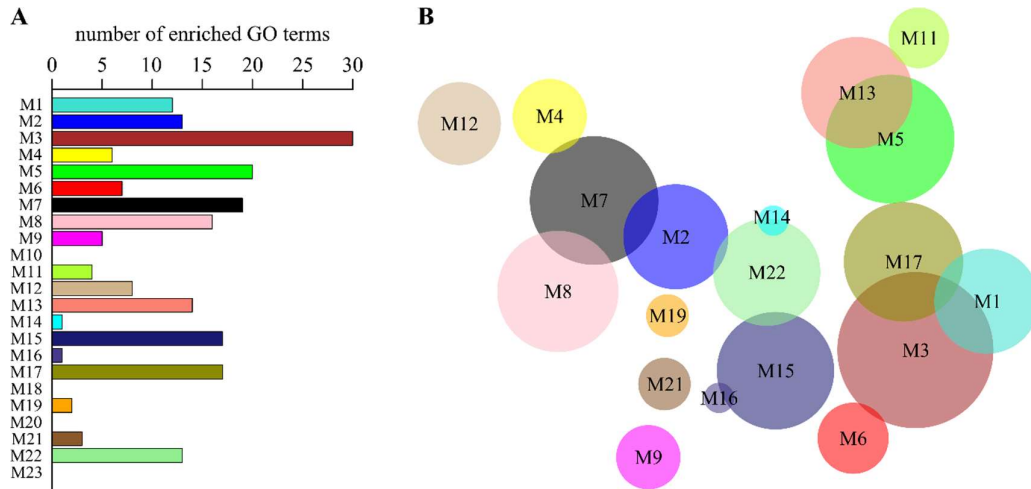 A
number of enriched GO terms
0 5 10 15 20 25 30
M1
M2
M3
M4
M5
M6
M7
M8
M9
M10
M11
M12
M13
M14
M15
M16
M17
M18
M19
M20
M21
M22
M23
B
M11
M13
M12
M4
M5
M7
M14
M2
M17
M22
M8
M1
M19
M3
M15
M21
M16
M6
M9